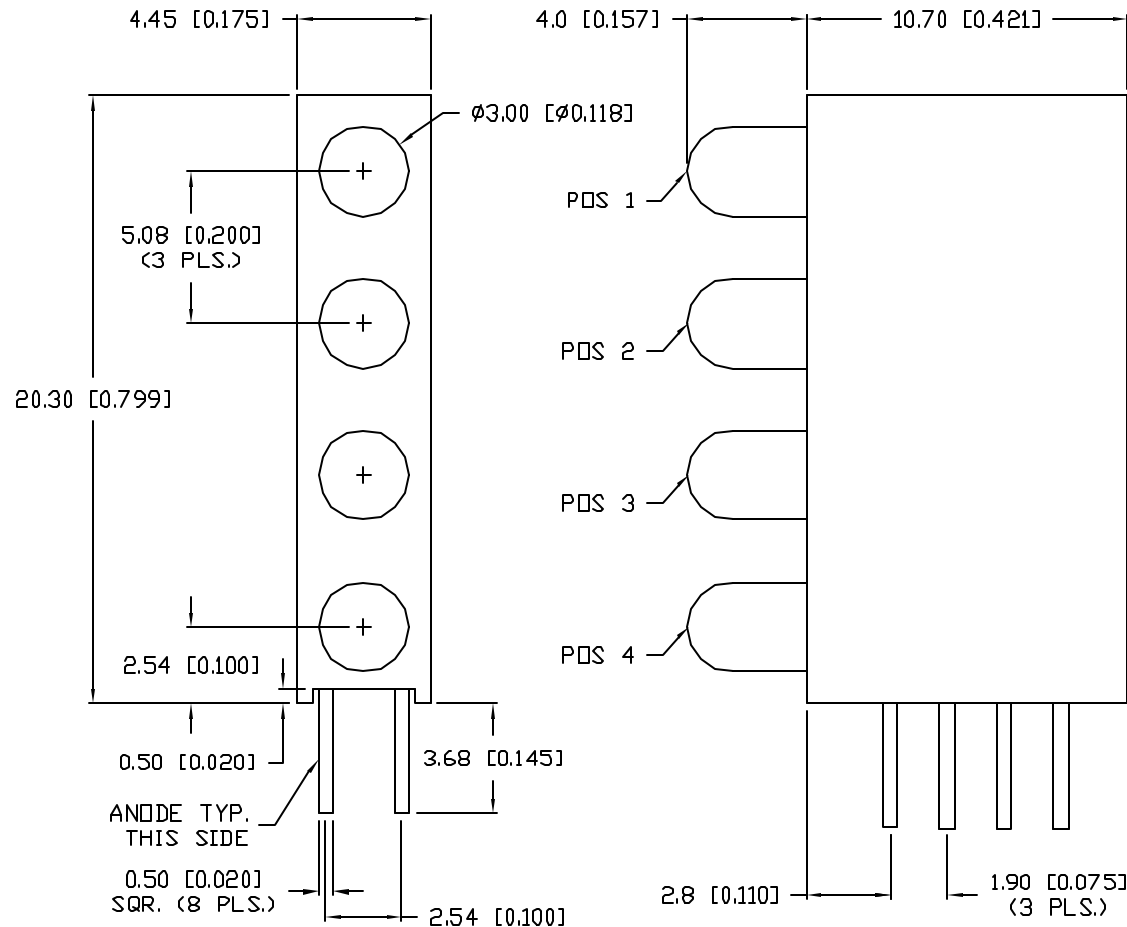 4.45 [0.175]
4.0 [0.157]
10.70 [0.421]
Ø3.00 [Ø0.118]
POS 1
5.08 [0.200]
(3 PLS.)
POS 2
20.30 [0.799]
POS 3
2.54 [0.100]
POS 4
0.50 [0.020]
3.68 [0.145]
ANODE TYP.
THIS SIDE
0.50 [0.020]
SQR. (8 PLS.)
2.54 [0.100]
2.8 [0.110]
1.90 [0.075]
(3 PLS.)